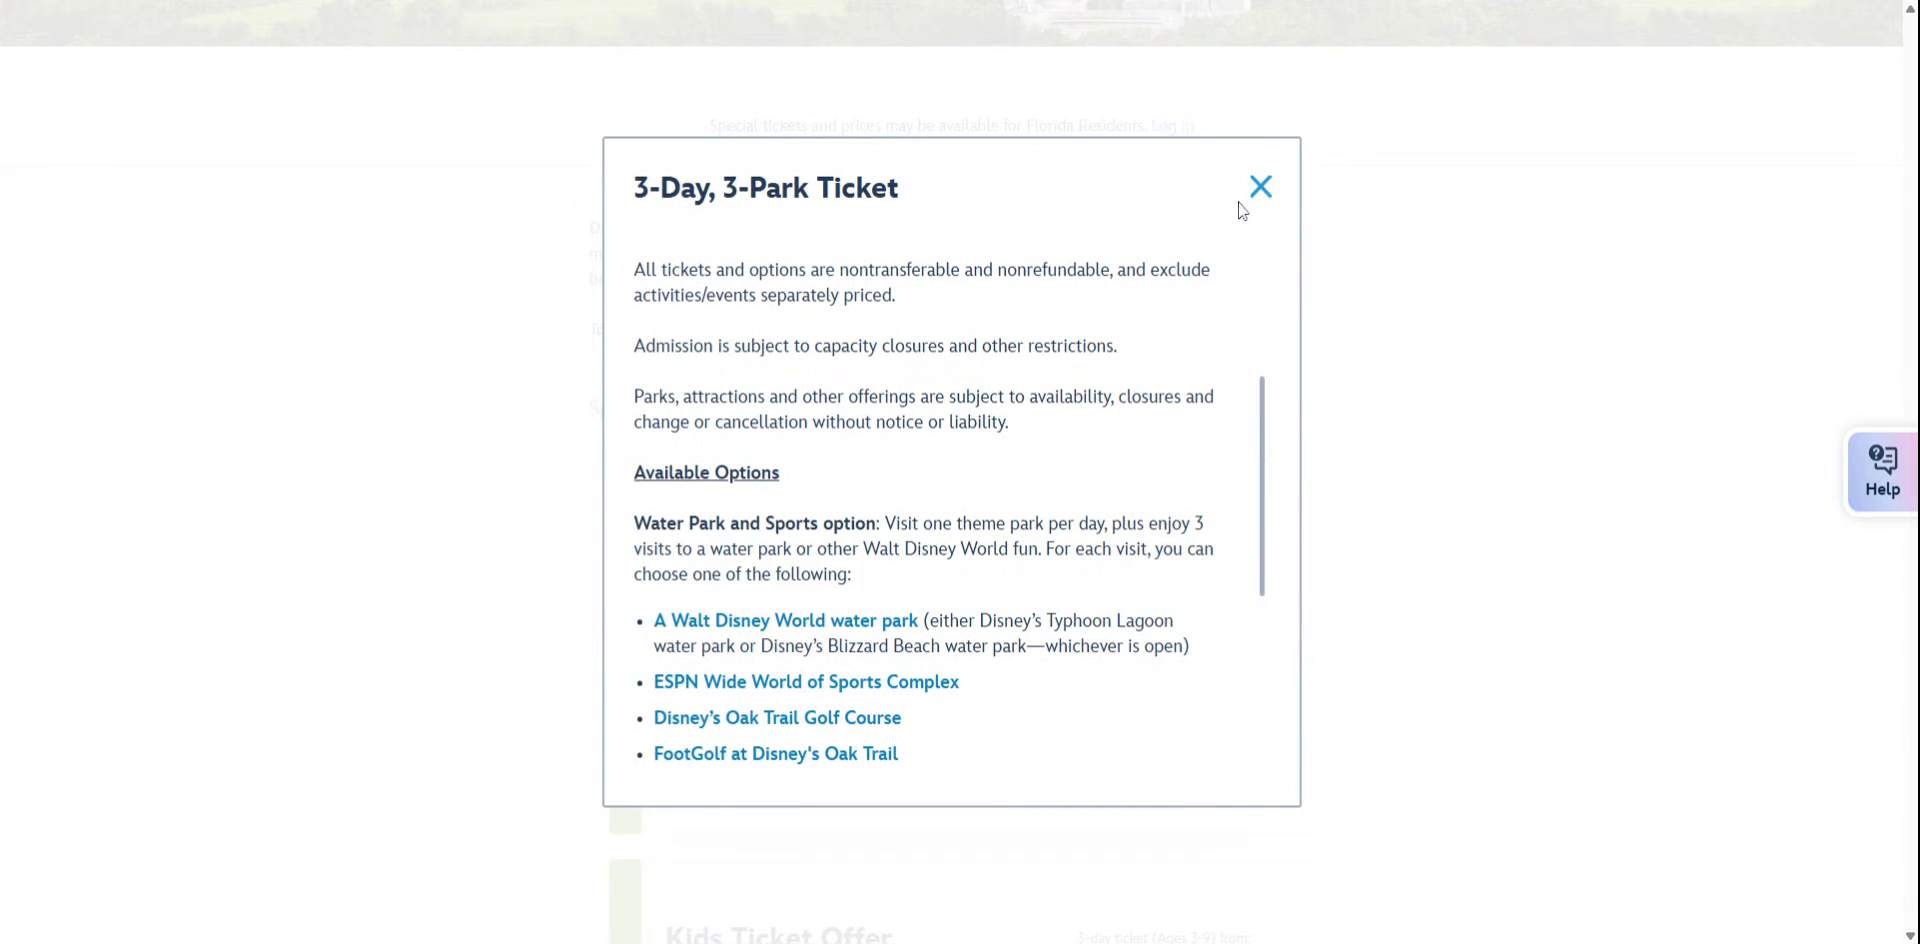 Special tickets and prices may be available for Florida Residents. Log in
3-Day, 3-Park Ticket
All tickets and options are nontransferable and nonrefundable, and exclude
activities/events separately priced.
Admission is subject to capacity closures and other restrictions.
Parks, attractions and other offerings are subject to availability, closures and
change or cancellation without notice or liability.
Available Options
Water Park and Sports option: Visit one theme park per day, plus enjoy 3
visits to a water park or other Walt Disney World fun. For each visit, you can
choose one of the following:
• A Walt Disney World water park (either Disney’s Typhoon Lagoon
water park or Disney’s Blizzard Beach water park—whichever is open)
• ESPN Wide World of Sports Complex
• Disney’s Oak Trail Golf Course
• FootGolf at Disney's Oak Trail
Help
Kids Ticket Offer
3-day ticket (Ages 3-9) from: